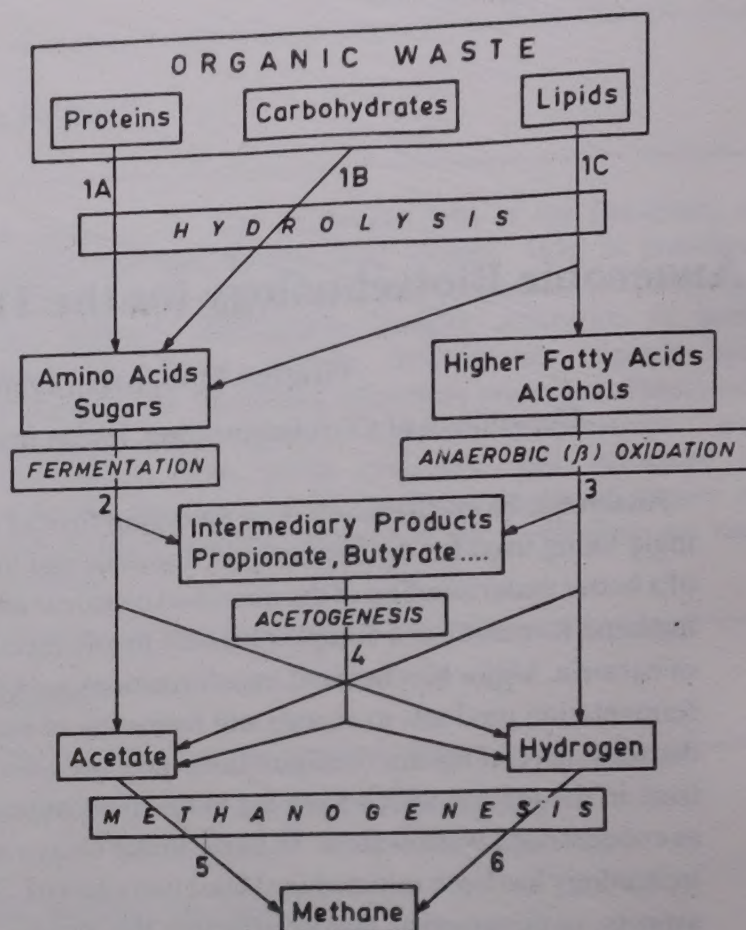 ORGANIC WASTE
Proteins
Carbohydrates
Lipids
1A
1B
1C
HYDROLYSIS
Amino Acids
Sugars
Higher Fatty Acids
Alcohols
FERMENTATION
ANAEROBIC (β) OXIDATION
2
3
Intermediary Products
Propionate, Butyrate....
ACETOGENESIS
4
Acetate
Hydrogen
METHANOGENESIS
5
6
Methane